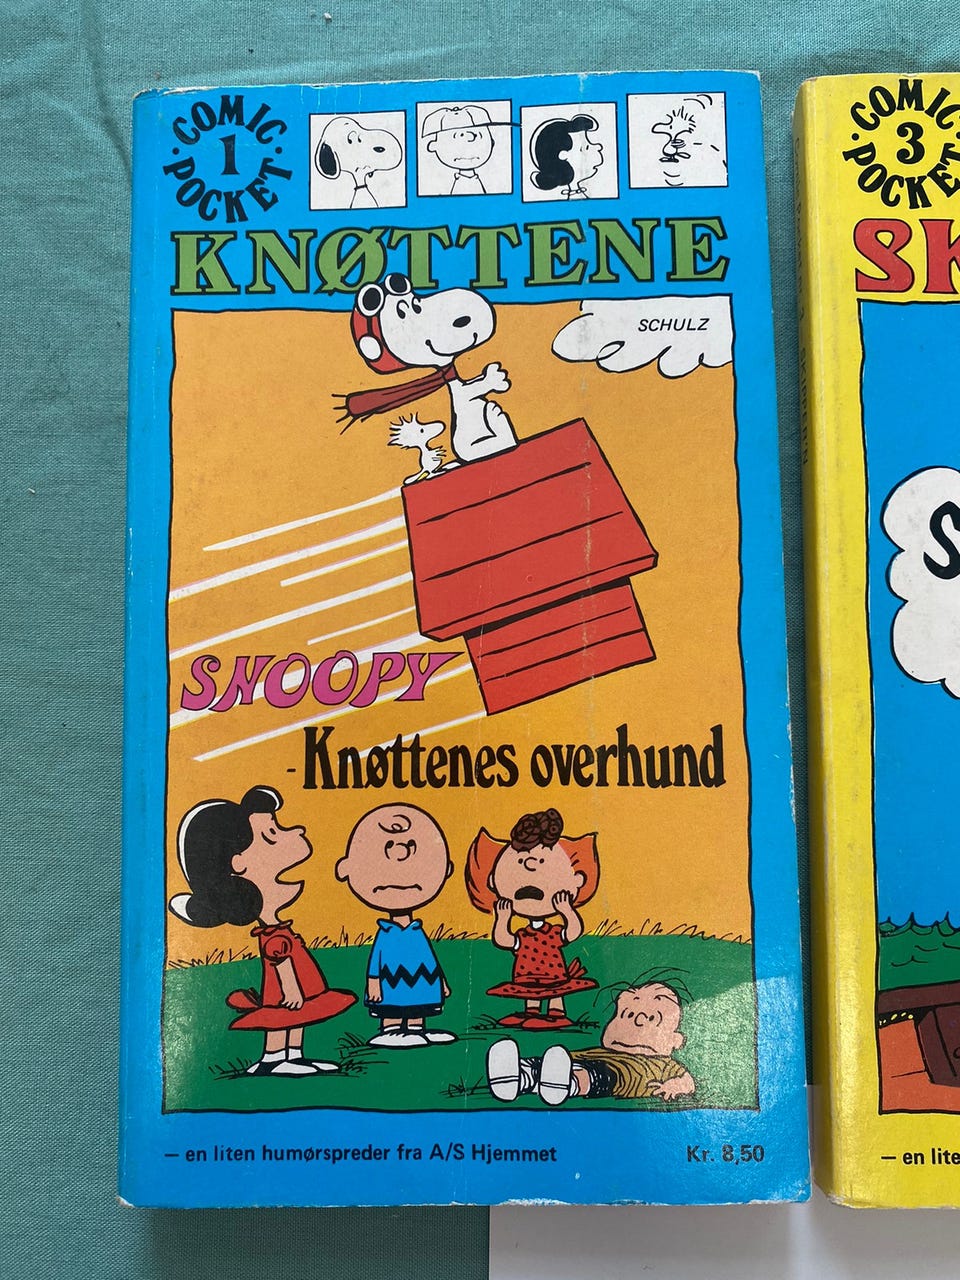 ·COMIC·
1
POCKET
KNØTTENE
SCHULZ
SNOOPY
- Knøttenes overhund
– en liten humørspreder fra A/S Hjemmet
Kr. 8,50
·COMIC
3
POCKET
SK
S
– en lite